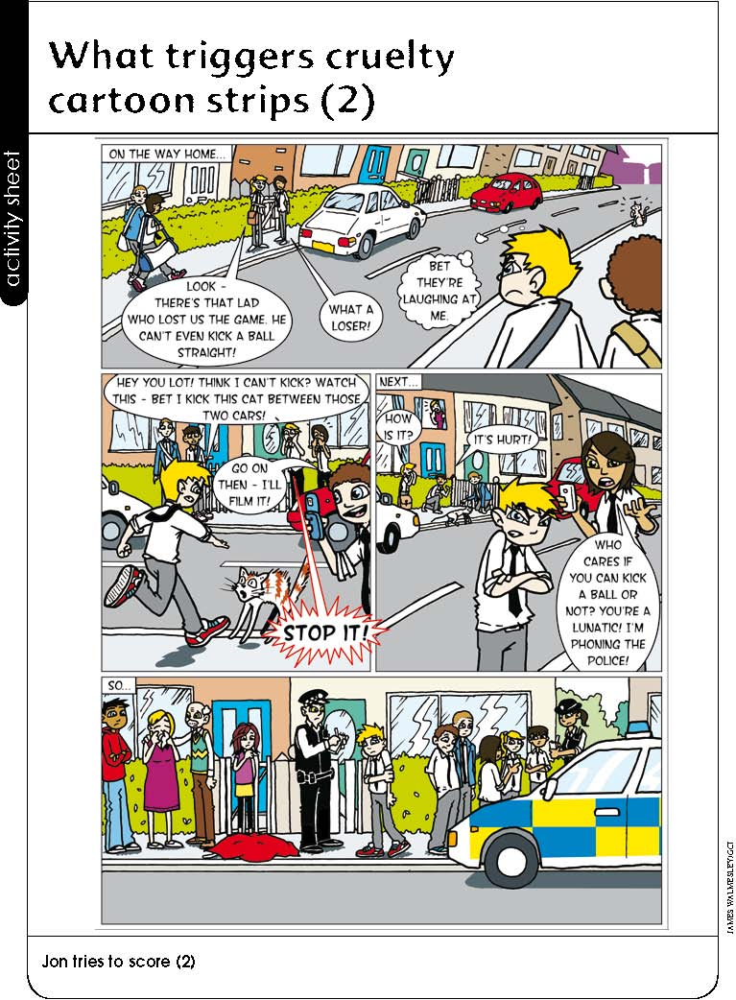 What triggers cruelty
cartoon strips (2)
activity sheet
ON THE WAY HOME...
LOOK -
THERE'S THAT LAD
WHO LOST US THE GAME. HE
CAN'T EVEN KICK A BALL
STRAIGHT!
WHAT A
LOSER!
BET
THEY'RE
LAUGHING AT
ME.
HEY YOU LOT! THINK I CAN'T KICK? WATCH
THIS - BET I KICK THIS CAT BETWEEN THOSE
TWO CARS!
GO ON
THEN - I'LL
FILM IT!
STOP IT!
NEXT...
HOW
IS IT?
IT'S HURT!
WHO
CARES IF
YOU CAN KICK
A BALL OR
NOT? YOU'RE A
LUNATIC! I'M
PHONING THE
POLICE!
SO...
JAMES WALMESLEY/GCT
Jon tries to score (2)